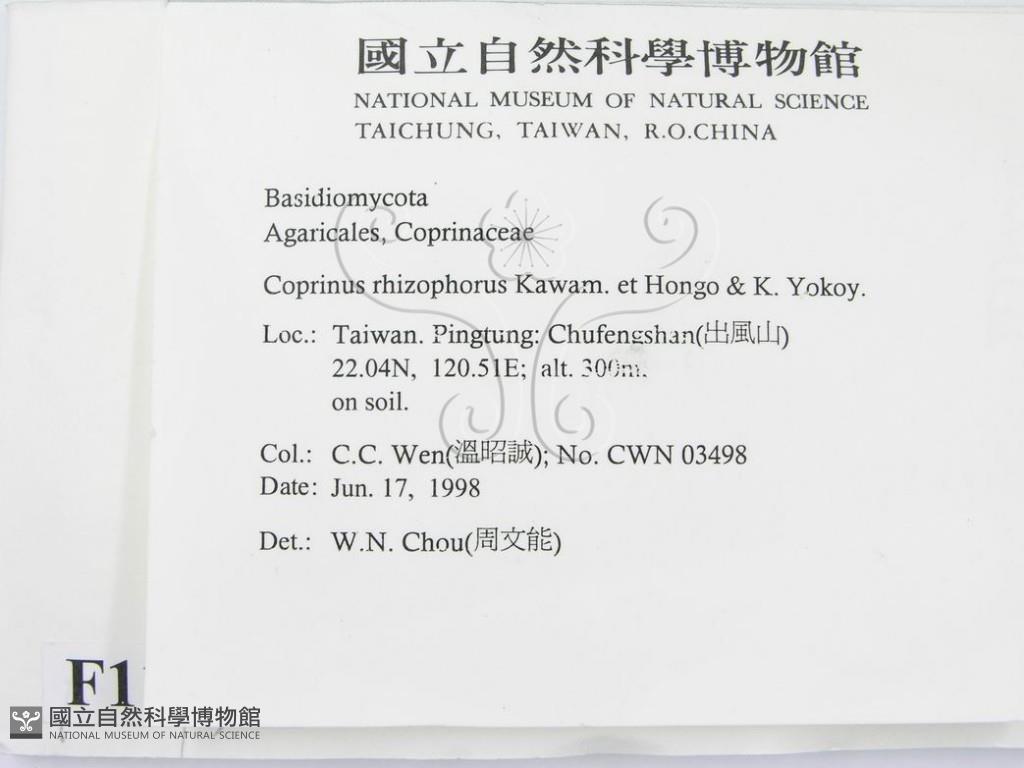 國立自然科學博物館
NATIONAL MUSEUM OF NATURAL SCIENCE
TAICHUNG, TAIWAN, R.O.CHINA
Basidiomycota
Agaricales, Coprinaceae
Coprinus rhizophorus Kawam. et Hongo & K. Yokoy.
Loc.: Taiwan. Pingtung: Chufengshan(出風山)
22.04N, 120.51E; alt. 300m.
on soil.
Col.: C.C. Wen(溫昭誠); No. CWN 03498
Date: Jun. 17, 1998
Det.: W.N. Chou(周文能)
F1
國立自然科學博物館
NATIONAL MUSEUM OF NATURAL SCIENCE